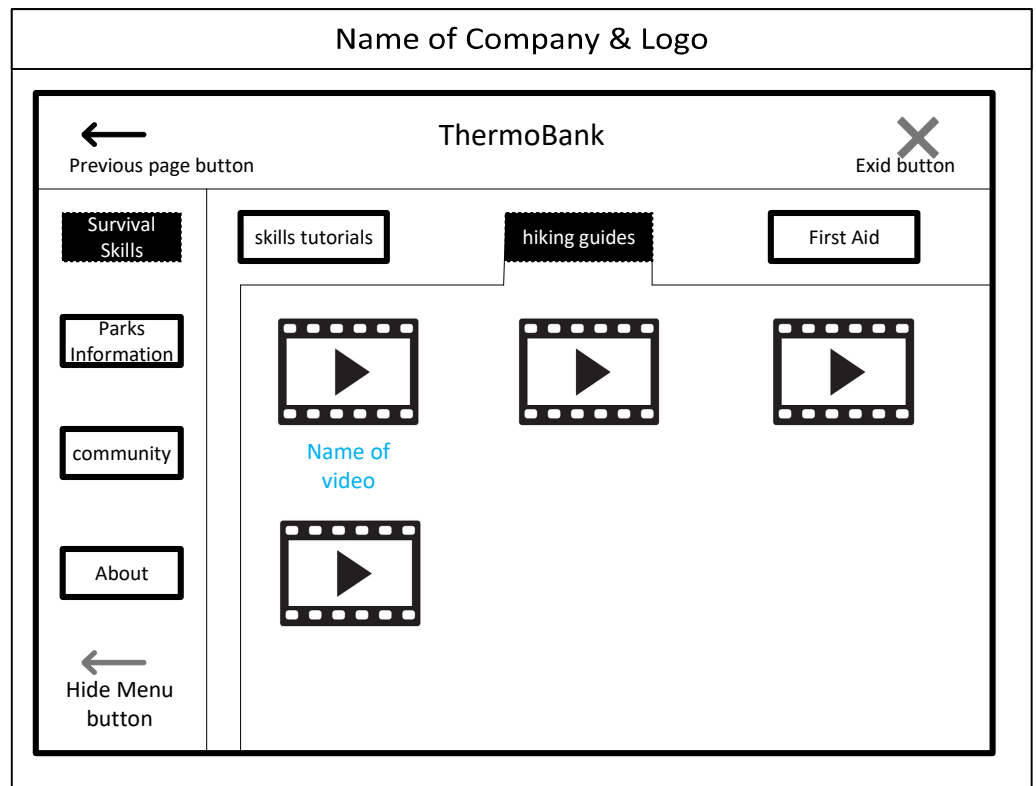 Name of Company & Logo
ThermoBank
Previous page button
Exid button
Survival
Skills
skills tutorials
hiking guides
First Aid
Parks
Information
community
About
Hide Menu
button
Name of
video